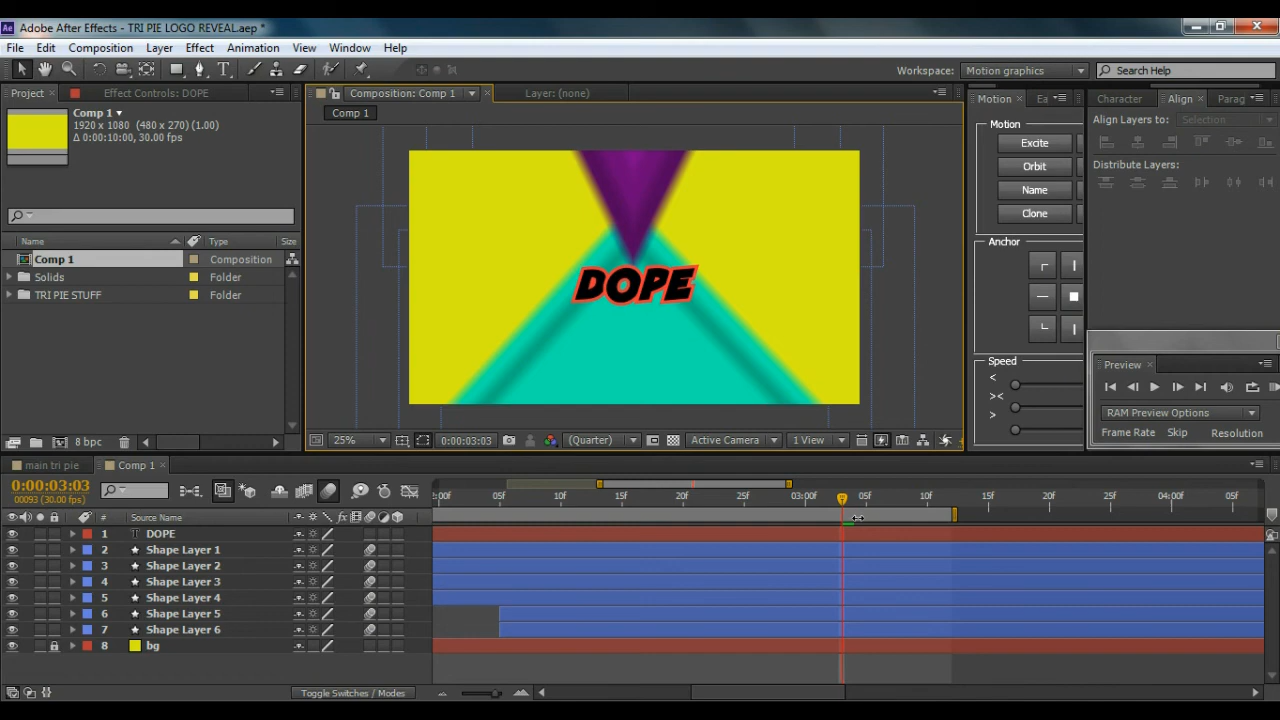 Adobe After Effects - TRI PIE LOGO REVEAL.aep *
File Edit Composition Layer Effect Animation View Window Help
Workspace: Motion graphics Search Help
Project Effect Controls: DOPE
Comp 1
1920 x 1080 (480 x 270) (1.00)
Δ 0:00:10:00, 30.00 fps
Name Type Size
Comp 1 Composition
Solids Folder
TRI PIE STUFF Folder
8 bpc
Composition: Comp 1 Layer: (none)
Comp 1
DOPE
25% 0:00:03:03 (Quarter) Active Camera 1 View
Motion Ea
Motion
Excite
Orbit
Name
Clone
Anchor
Speed
<
><
>
Character Align Parag
Align Layers to: Selection
Distribute Layers:
Preview
RAM Preview Options
Frame Rate Skip Resolution
main tri pie Comp 1
0:00:03:03
00093 (30.00 fps)
:00F 05F 10F 15F 20F 25F 03:00F 05F 10F 15F 20F 25F 04:00F 05F
# Source Name
1 DOPE
2 Shape Layer 1
3 Shape Layer 2
4 Shape Layer 3
5 Shape Layer 4
6 Shape Layer 5
7 Shape Layer 6
8 bg
Toggle Switches / Modes